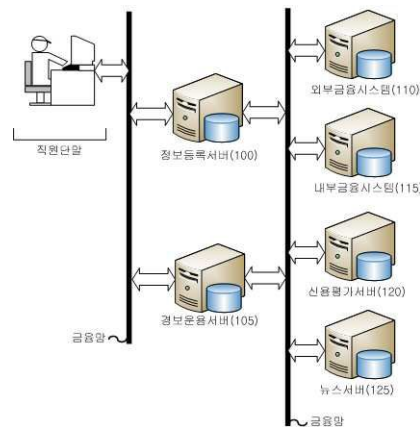 외부금융시스템(110)
직원단말
정보등록서버(100)
내부금융시스템(115)
경보운용서버(105)
신용평가서버(120)
금융망
뉴스서버(125)
금융망